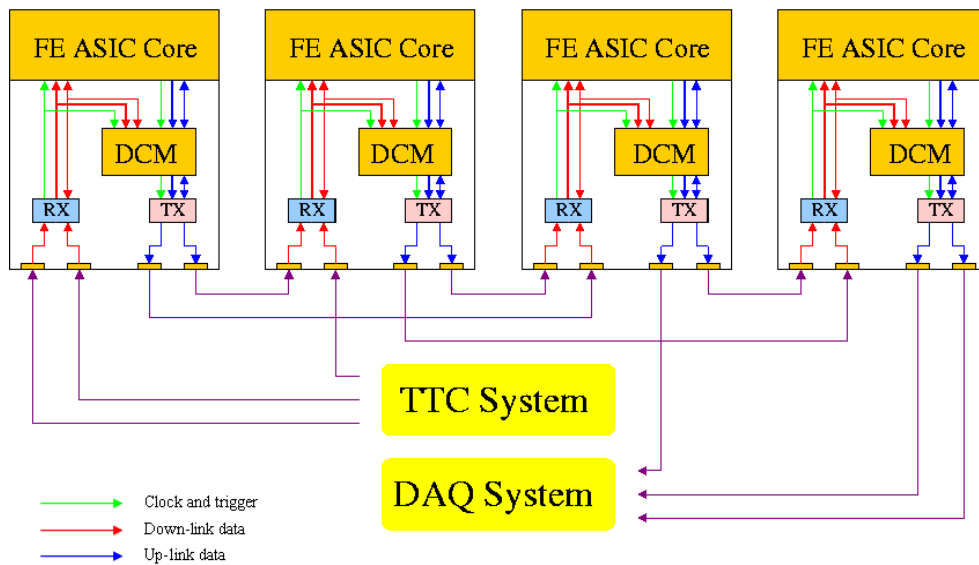 FE ASIC Core
FE ASIC Core
FE ASIC Core
FE ASIC Core
DCM
DCM
DCM
DCM
RX
TX
RX
TX
RX
TX
RX
TX
TTC System
DAQ System
Clock and trigger
Down-link data
Up-link data